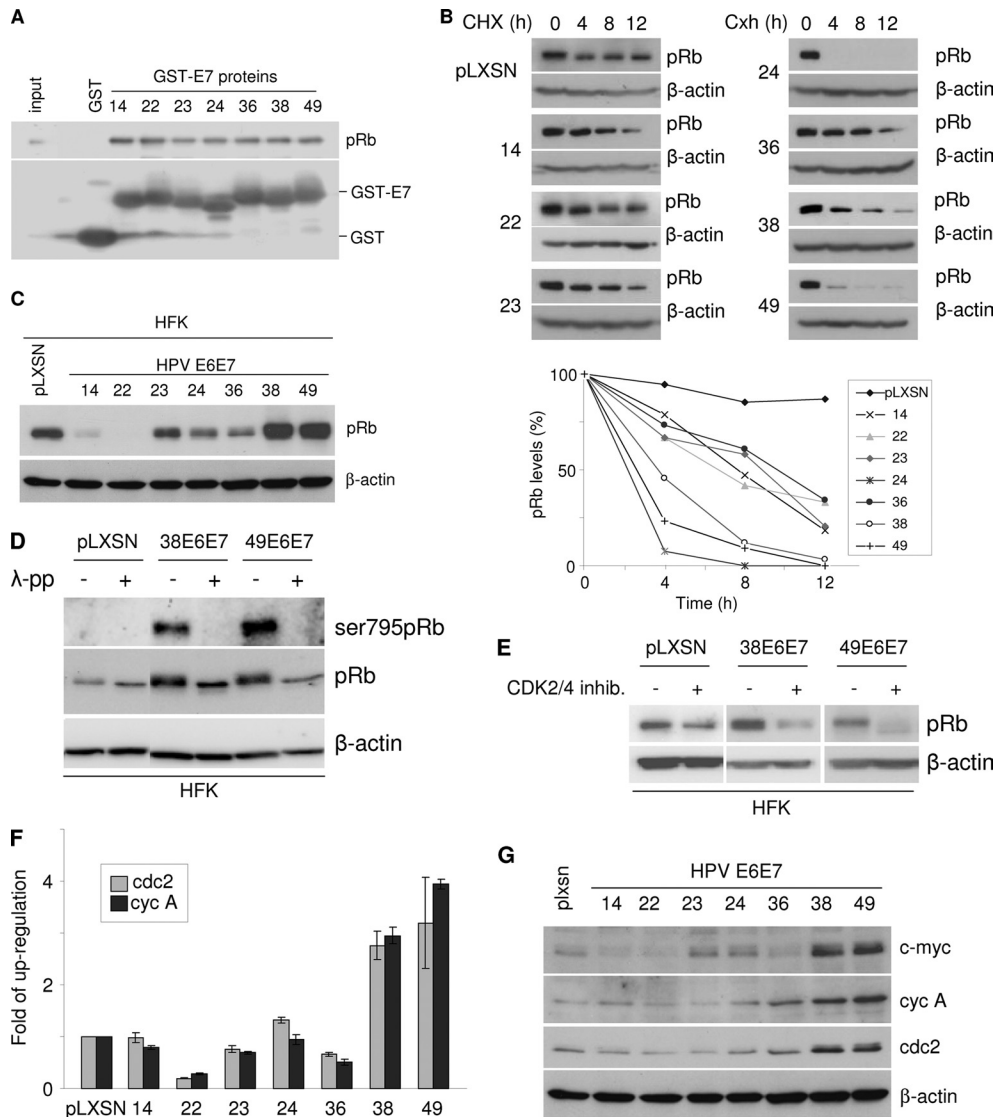 A
GST-E7 proteins
input
GST
14 22 23 24 36 38 49
pRb
GST-E7
GST
B
CHX (h) 0 4 8 12
pLXSN
pRb
β-actin
14
pRb
β-actin
22
pRb
β-actin
23
pRb
β-actin
Cxh (h) 0 4 8 12
24
pRb
β-actin
36
pRb
β-actin
38
pRb
β-actin
49
pRb
β-actin
100
50
0
pRb levels (%)
0 4 8 12
Time (h)
pLXSN
14
22
23
24
36
38
49
C
HFK
pLXSN
HPV E6E7
14 22 23 24 36 38 49
pRb
β-actin
D
pLXSN 38E6E7 49E6E7
λ-pp - + - + - +
ser795pRb
pRb
β-actin
HFK
E
pLXSN 38E6E7 49E6E7
CDK2/4 inhib. - + - + - +
pRb
β-actin
HFK
F
cdc2
cyc A
Fold of up-regulation
4
2
0
pLXSN 14 22 23 24 36 38 49
G
plxsn
HPV E6E7
14 22 23 24 36 38 49
c-myc
cyc A
cdc2
β-actin